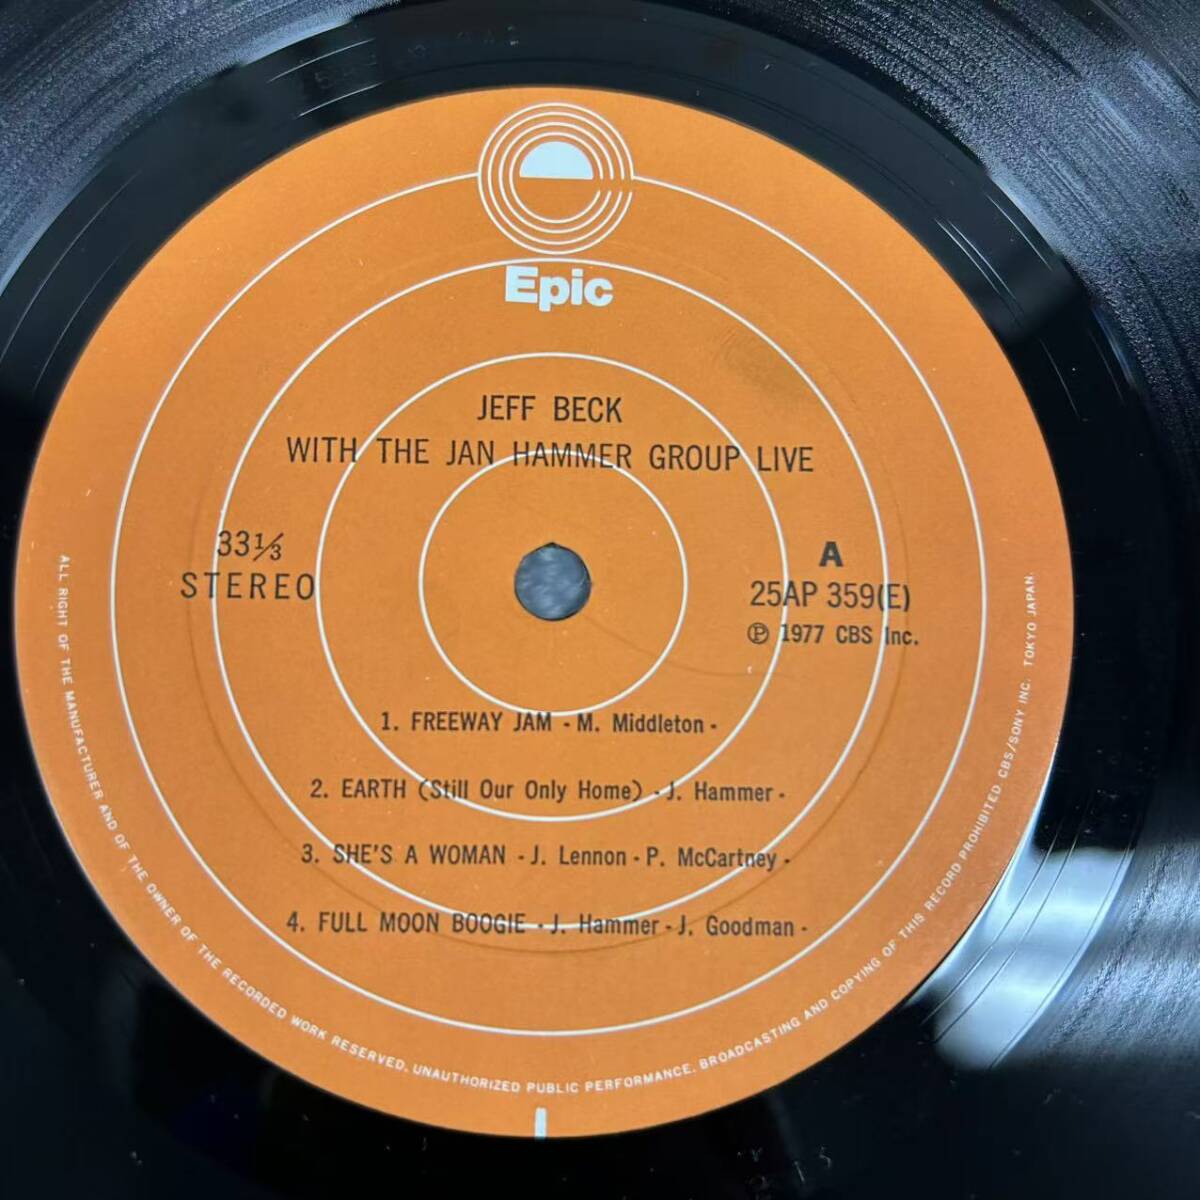 Epic
JEFF BECK
WITH THE JAN HAMMER GROUP LIVE
33⅓
STEREO
A
25AP 359(E)
Ⓟ 1977 CBS Inc.
1. FREEWAY JAM - M. Middleton -
2. EARTH (Still Our Only Home) - J. Hammer -
3. SHE'S A WOMAN - J. Lennon - P. McCartney -
4. FULL MOON BOOGIE - J. Hammer - J. Goodman -
ALL RIGHT OF THE MANUFACTURER AND OF THE OWNER OF THE RECORDED WORK RESERVED. UNAUTHORIZED PUBLIC PERFORMANCE. BROADCASTING AND COPYING OF THIS RECORD PROHIBITED CBS/SONY INC. TOKYO JAPAN.